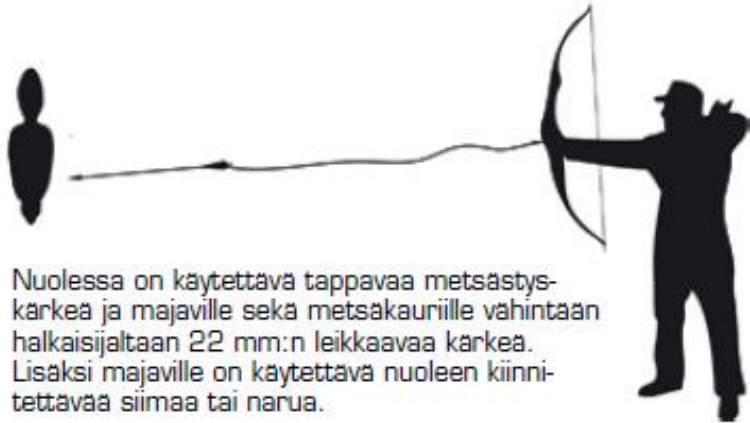 Nuolessa on käytettävä tappavaa metsästys-
kärkeä ja majaville sekä metsäkauriille vähintään
halkaisijaltaan 22 mm:n leikkaavaa kärkeä.
Lisäksi majaville on käytettävä nuoleen kiinni-
tettävää siimaa tai narua.